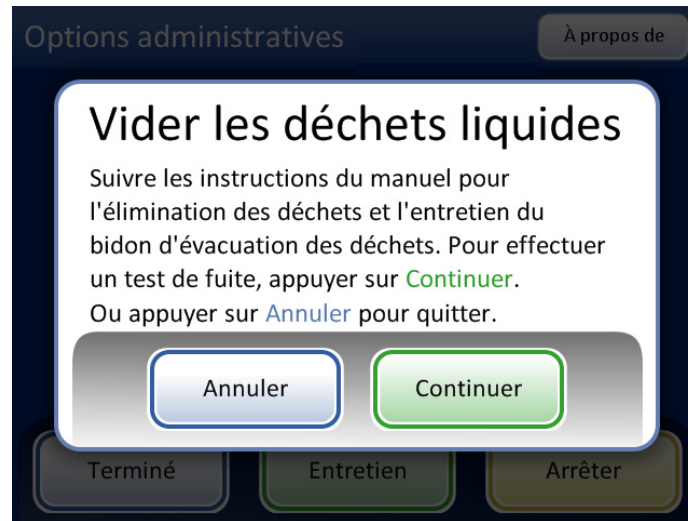 Options administratives
À propos de
Vider les déchets liquides
Suivre les instructions du manuel pour
l'élimination des déchets et l'entretien du
bidon d'évacuation des déchets. Pour effectuer
un test de fuite, appuyer sur Continuer.
Ou appuyer sur Annuler pour quitter.
Annuler
Continuer
Terminé
Entretien
Arrêter